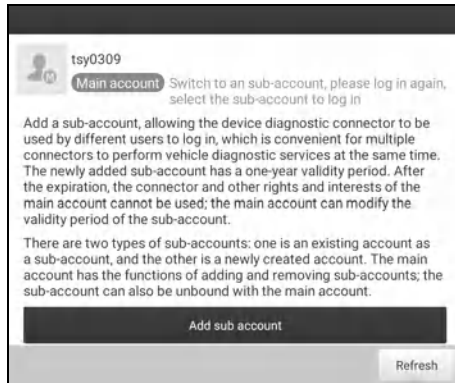 tsy0309
Main account Switch to an sub-account, please log in again,
select the sub-account to log in
Add a sub-account, allowing the device diagnostic connector to be
used by different users to log in, which is convenient for multiple
connectors to perform vehicle diagnostic services at the same time.
The newly added sub-account has a one-year validity period. After
the expiration, the connector and other rights and interests of the
main account cannot be used; the main account can modify the
validity period of the sub-account.
There are two types of sub-accounts: one is an existing account as
a sub-account, and the other is a newly created account. The main
account has the functions of adding and removing sub-accounts; the
sub-account can also be unbound with the main account.
Add sub account
Refresh